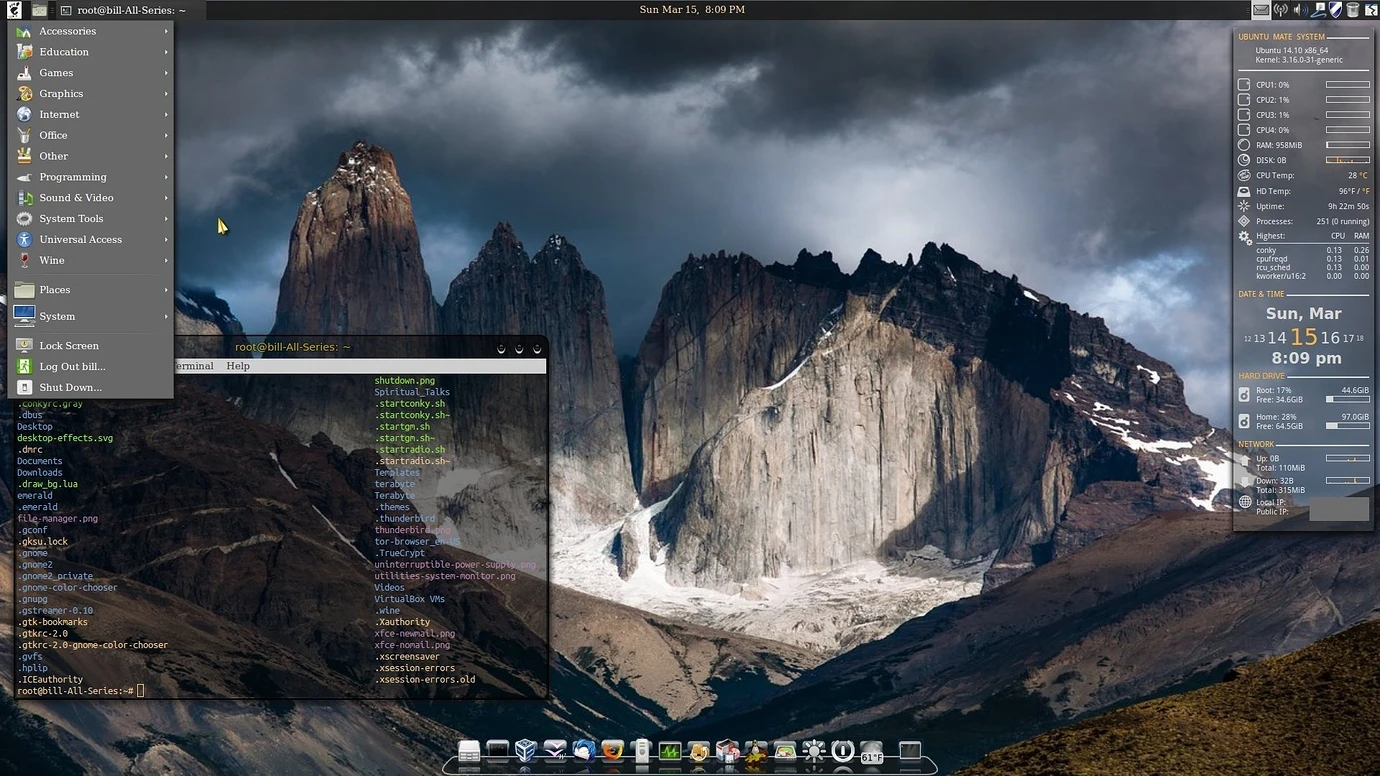 root@bill-All-Series: ~
Sun Mar 15, 8:09 PM
Accessories
Education
Games
Graphics
Internet
Office
Other
Programming
Sound & Video
System Tools
Universal Access
Wine
Places
System
Lock Screen
Log Out bill...
Shut Down...
root@bill-All-Series: ~
erminal Help
.conkyrc.gray
.dbus
Desktop
desktop-effects.svg
.dmrc
Documents
Downloads
.draw_bg.lua
emerald
.emerald
file-manager.png
.gconf
.gksu.lock
.gnome
.gnome2
.gnome2_private
.gnome-color-chooser
.gnupg
.gstreamer-0.10
.gtk-bookmarks
.gtkrc-2.0
.gtkrc-2.0-gnome-color-chooser
.gvfs
.hplip
.ICEauthority
root@bill-All-Series:~#
shutdown.png
Spiritual_Talks
.startconky.sh
.startconky.sh~
.startgm.sh
.startgm.sh~
.startradio.sh
.startradio.sh~
Templates
terabyte
Terabyte
.themes
.thunderbird
thunderbird.png
tor-browser_en-US
.TrueCrypt
uninterruptible-power-supply.png
utilities-system-monitor.png
Videos
VirtualBox VMs
.wine
.Xauthority
xfce-newmail.png
xfce-nomail.png
.xscreensaver
.xsession-errors
.xsession-errors.old
UBUNTU MATE SYSTEM
Ubuntu 14.10 x86_64
Kernel: 3.16.0-31-generic
CPU1: 0%
CPU2: 1%
CPU3: 1%
CPU4: 0%
RAM: 958MiB
DISK: 0B
CPU Temp: 28 °C
HD Temp: 96°F / °F
Uptime: 9h 22m 50s
Processes: 251 (0 running)
Highest: CPU RAM
conky 0.13 0.26
cpufreqd 0.13 0.01
rcu_sched 0.13 0.00
kworker/u16:2 0.00 0.00
DATE & TIME
Sun, Mar
12 13 14 15 16 17 18
8:09 pm
HARD DRIVE
Root: 17% 44.6GiB
Free: 34.6GiB
Home: 28% 97.0GiB
Free: 64.5GiB
NETWORK
Up: 0B
Total: 110MiB
Down: 32B
Total: 315MiB
Local IP:
Public IP:
61°F